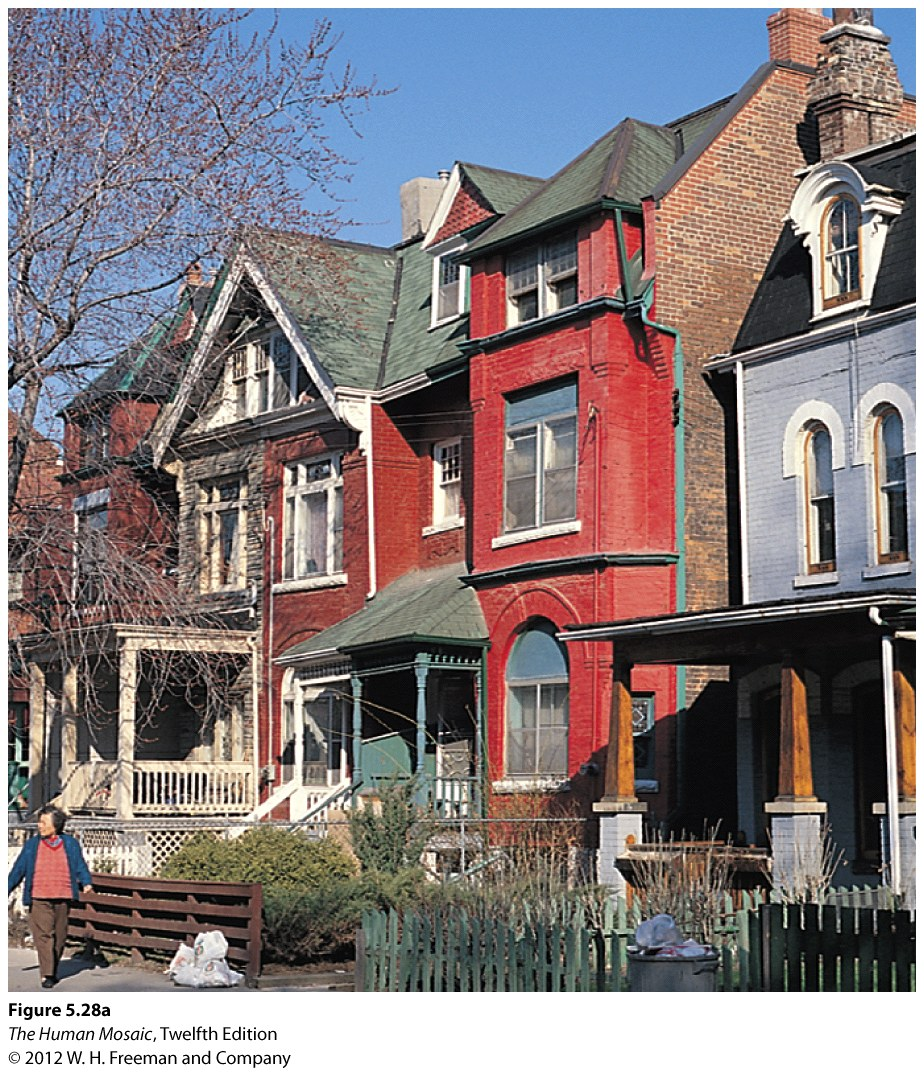 Figure 5.28a
The Human Mosaic, Twelfth Edition
© 2012 W. H. Freeman and Company